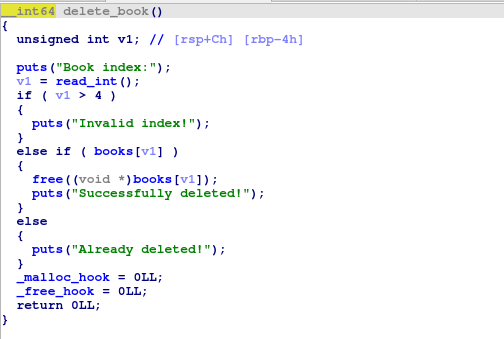 __int64 delete_book()
{
unsigned int v1; // [rsp+Ch] [rbp-4h]
puts("Book index:");
v1 = read_int();
if ( v1 > 4 )
{
puts("Invalid index!");
}
else if ( books[v1] )
{
free((void *)books[v1]);
puts("Successfully deleted!");
}
else
{
puts("Already deleted!");
}
_malloc_hook = 0LL;
_free_hook = 0LL;
return 0LL;
}